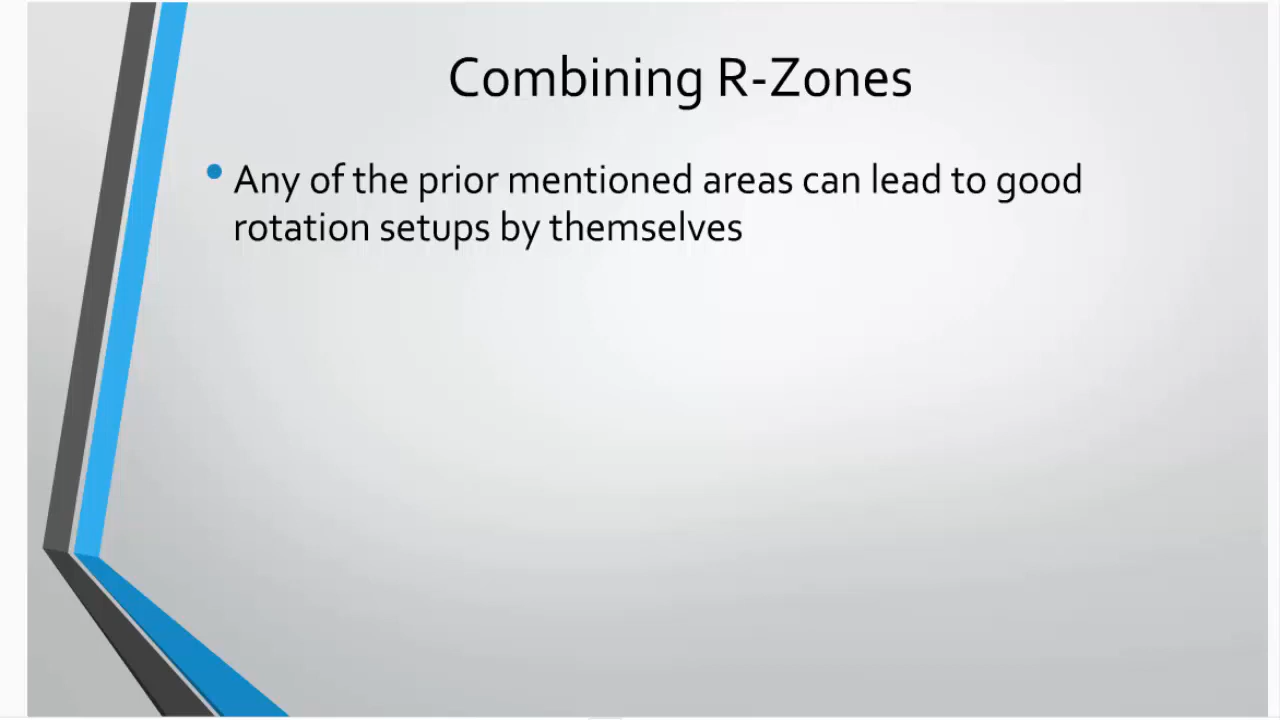 Combining R-Zones
Any of the prior mentioned areas can lead to good
rotation setups by themselves